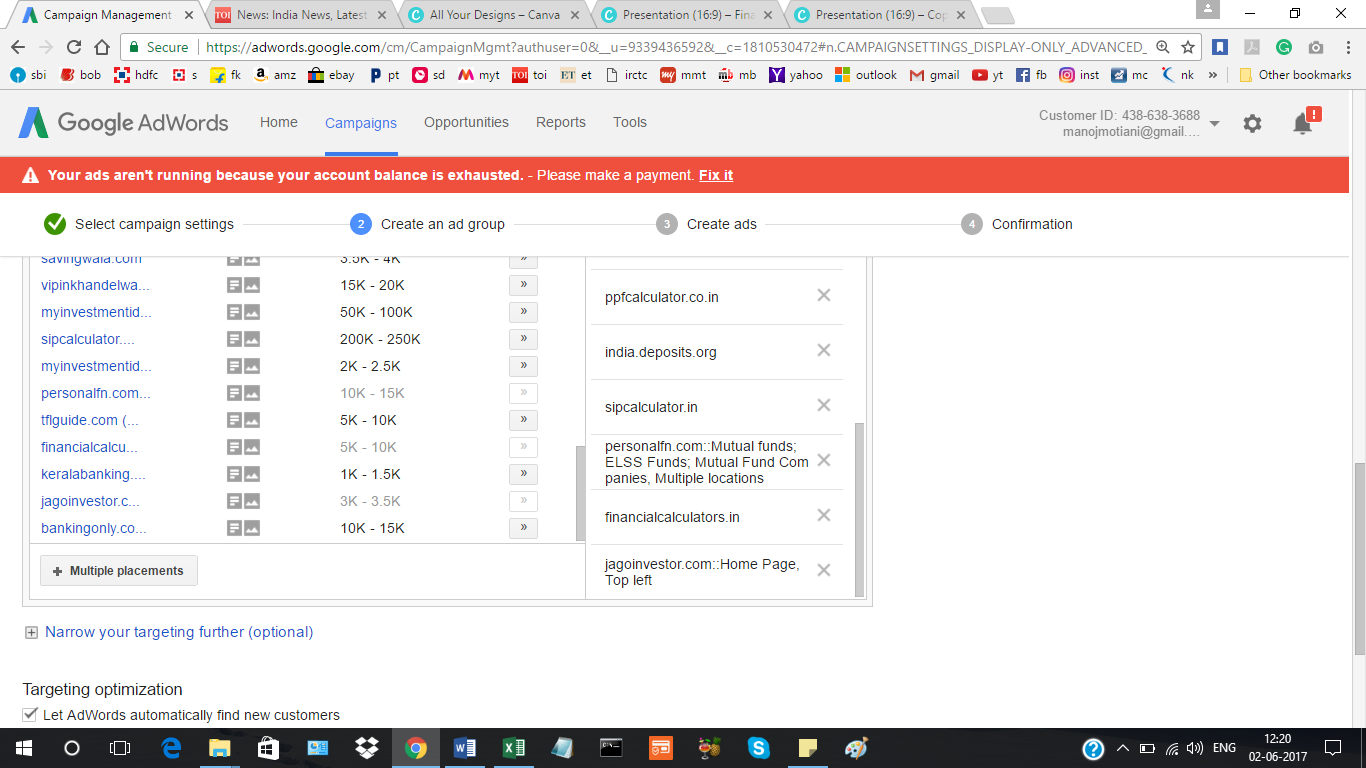 Campaign Management
News: India News, Latest
All Your Designs – Canva
Presentation (16:9) – Fina
Presentation (16:9) – Cop
Secure
https://adwords.google.com/cm/CampaignMgmt?authuser=0&__u=9339436592&__c=1810530472#n.CAMPAIGNSETTINGS_DISPLAY-ONLY_ADVANCED_
sbi bob hdfc s fk amz ebay pt sd myt toi et irctc mmt mb yahoo outlook gmail yt fb inst mc nk » Other bookmarks
Google AdWords
Home Campaigns Opportunities Reports Tools
Customer ID: 438-638-3688
manojmotiani@gmail....
Your ads aren't running because your account balance is exhausted. - Please make a payment. Fix it
Select campaign settings
2 Create an ad group
3 Create ads
4 Confirmation
savingwala.com 3.5K - 4K »
vipinkhandelwa... 15K - 20K »
myinvestmentid... 50K - 100K »
sipcalculator.... 200K - 250K »
myinvestmentid... 2K - 2.5K »
personalfn.com... 10K - 15K »
tflguide.com (... 5K - 10K »
financialcalcu... 5K - 10K »
keralabanking.... 1K - 1.5K »
jagoinvestor.c... 3K - 3.5K »
bankingonly.co... 10K - 15K »
+ Multiple placements
ppfcalculator.co.in
india.deposits.org
sipcalculator.in
personalfn.com::Mutual funds;
ELSS Funds; Mutual Fund Com
panies, Multiple locations
financialcalculators.in
jagoinvestor.com::Home Page,
Top left
Narrow your targeting further (optional)
Targeting optimization
Let AdWords automatically find new customers
ENG
12:20
02-06-2017